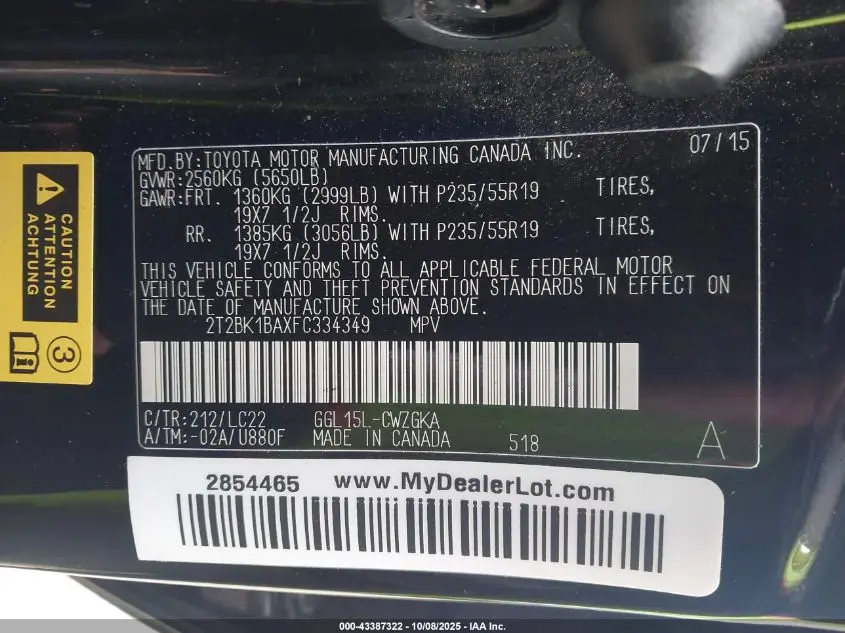 MFD.BY:TOYOTA MOTOR MANUFACTURING CANADA INC. 07/15
GVWR:2560KG (5650LB)
GAWR:FRT. 1360KG (2999LB) WITH P235/55R19 TIRES,
19X7 1/2J RIMS.
RR. 1385KG (3056LB) WITH P235/55R19 TIRES,
19X7 1/2J RIMS.
THIS VEHICLE CONFORMS TO ALL APPLICABLE FEDERAL MOTOR
VEHICLE SAFETY AND THEFT PREVENTION STANDARDS IN EFFECT ON
THE DATE OF MANUFACTURE SHOWN ABOVE.
2T2BK1BAXFC334349 MPV
C/TR:212/LC22 GGL15L-CWZGKA
A/TM:-02A/U880F MADE IN CANADA 518 A
CAUTION
ATTENTION
ACHTUNG
3
2854465 www.MyDealerLot.com
000-43387322 - 10/08/2025 - IAA Inc.